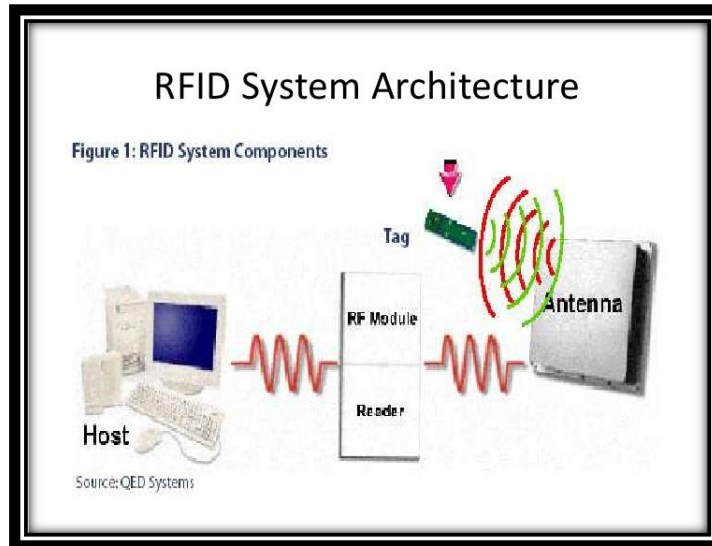 RFID System Architecture
Figure 1: RFID System Components
Tag
Antenna
RF Module
Reader
Host
Source: QED Systems